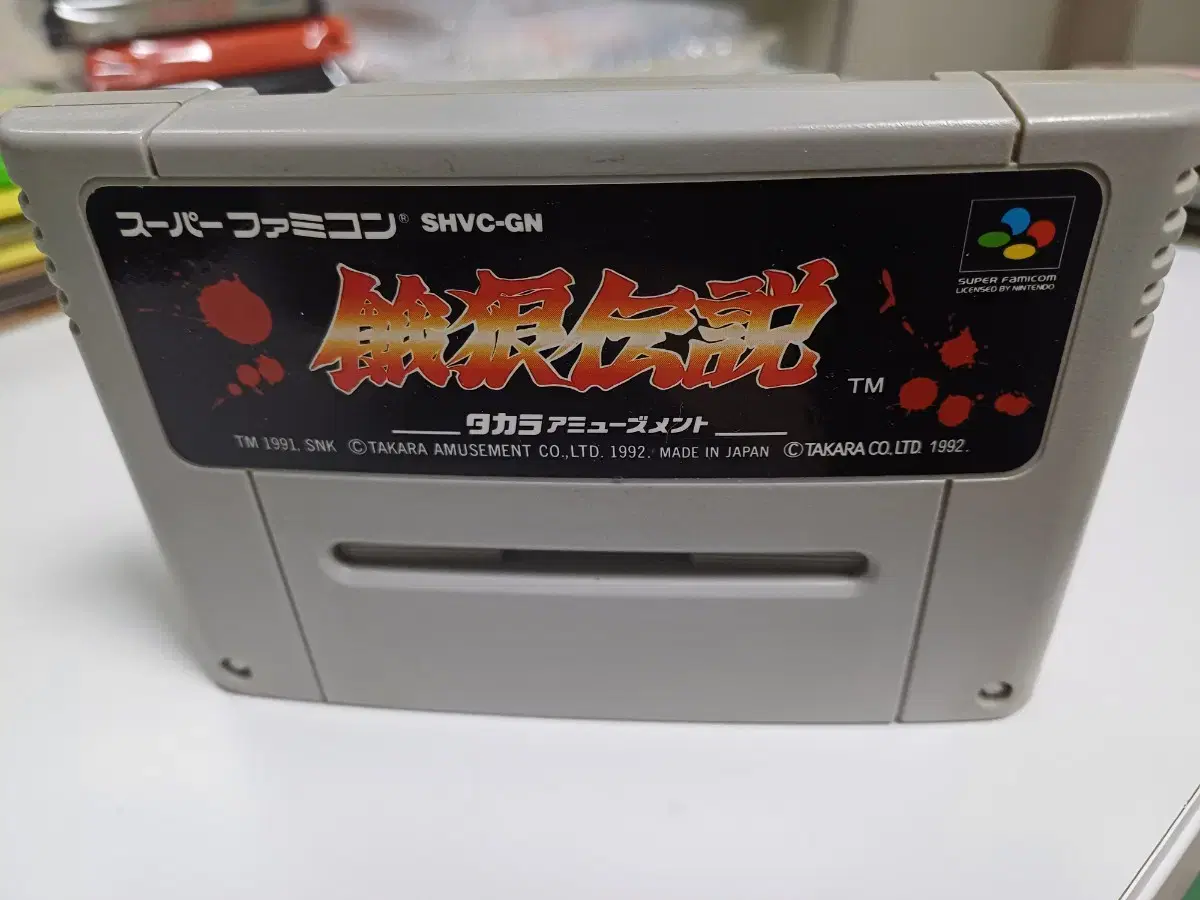 スーパーファミコン® SHVC-GN
SUPER FAMICOM
LICENSED BY NINTENDO
餓狼伝説
TM
タカラアミューズメント
TM 1991. SNK ©TAKARA AMUSEMENT CO.,LTD. 1992. MADE IN JAPAN ©TAKARA CO.,LTD. 1992.